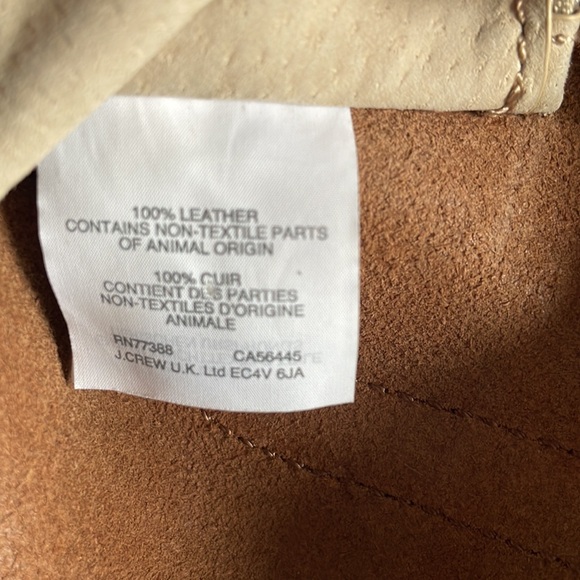 100% LEATHER
CONTAINS NON-TEXTILE PARTS
OF ANIMAL ORIGIN
100% CUIR
CONTIENT DES PARTIES
NON-TEXTILES D'ORIGINE
ANIMALE
RN77388 CA56445
J.CREW U.K. Ltd EC4V 6JA